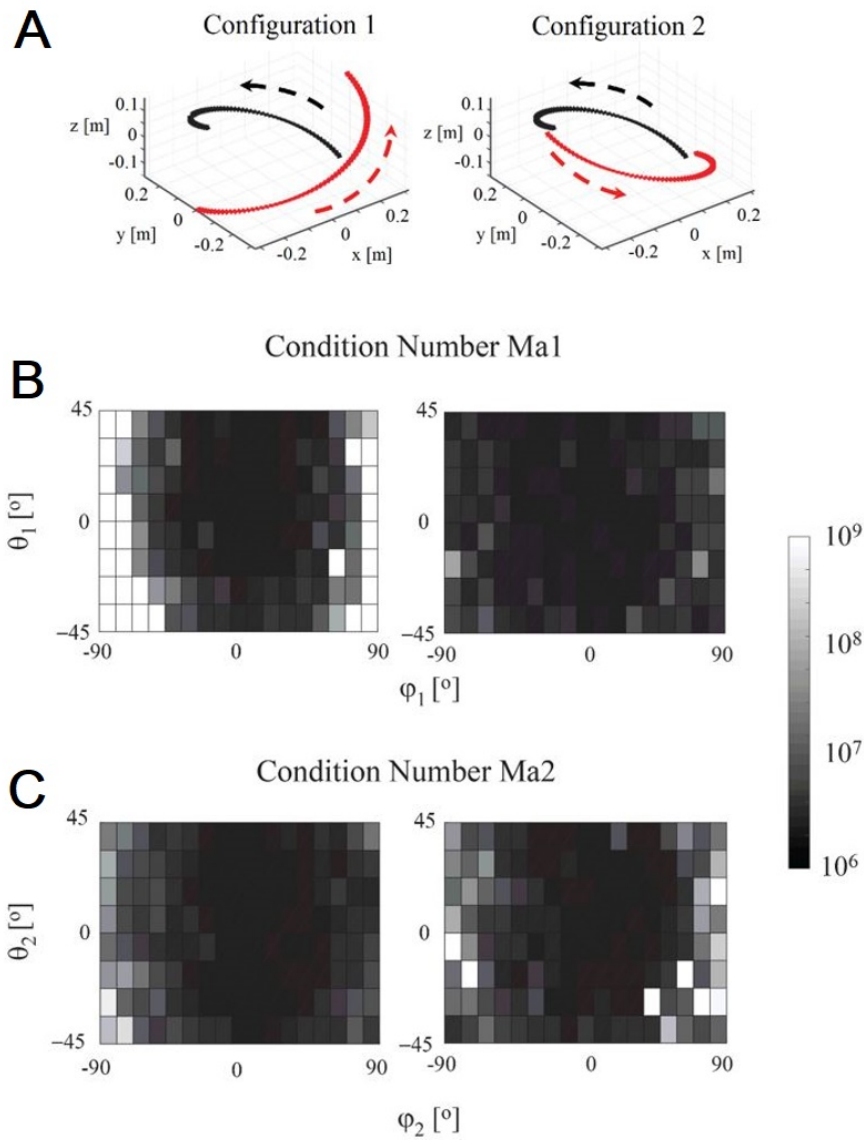 A
Configuration 1
Configuration 2
0.1
z [m] 0
-0.1
0.2
0
y [m]
-0.2
0.2
0
-0.2
x [m]
0.1
z [m] 0
-0.1
0.2
0
y [m]
-0.2
0.2
0
-0.2
x [m]
Condition Number Ma1
B
45
0
−45
θ₁ [º]
-90 0 90
45
0
−45
-90 0 90
φ₁ [º]
10⁹
10⁸
10⁷
10⁶
Condition Number Ma2
C
45
0
−45
θ₂ [º]
-90 0 90
45
0
−45
-90 0 90
φ₂ [º]